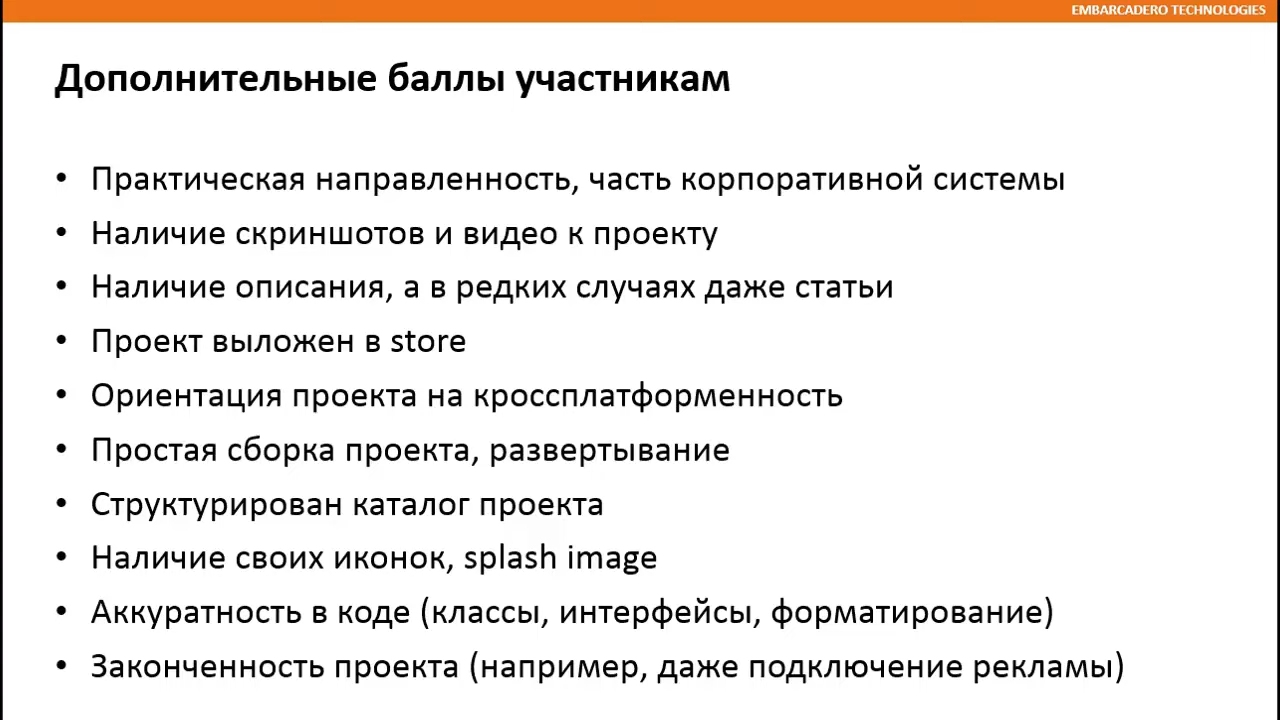 EMBARCADERO TECHNOLOGIES
Дополнительные баллы участникам
• Практическая направленность, часть корпоративной системы
• Наличие скриншотов и видео к проекту
• Наличие описания, а в редких случаях даже статьи
• Проект выложен в store
• Ориентация проекта на кроссплатформенность
• Простая сборка проекта, развертывание
• Структурирован каталог проекта
• Наличие своих иконок, splash image
• Аккуратность в коде (классы, интерфейсы, форматирование)
• Законченность проекта (например, даже подключение рекламы)